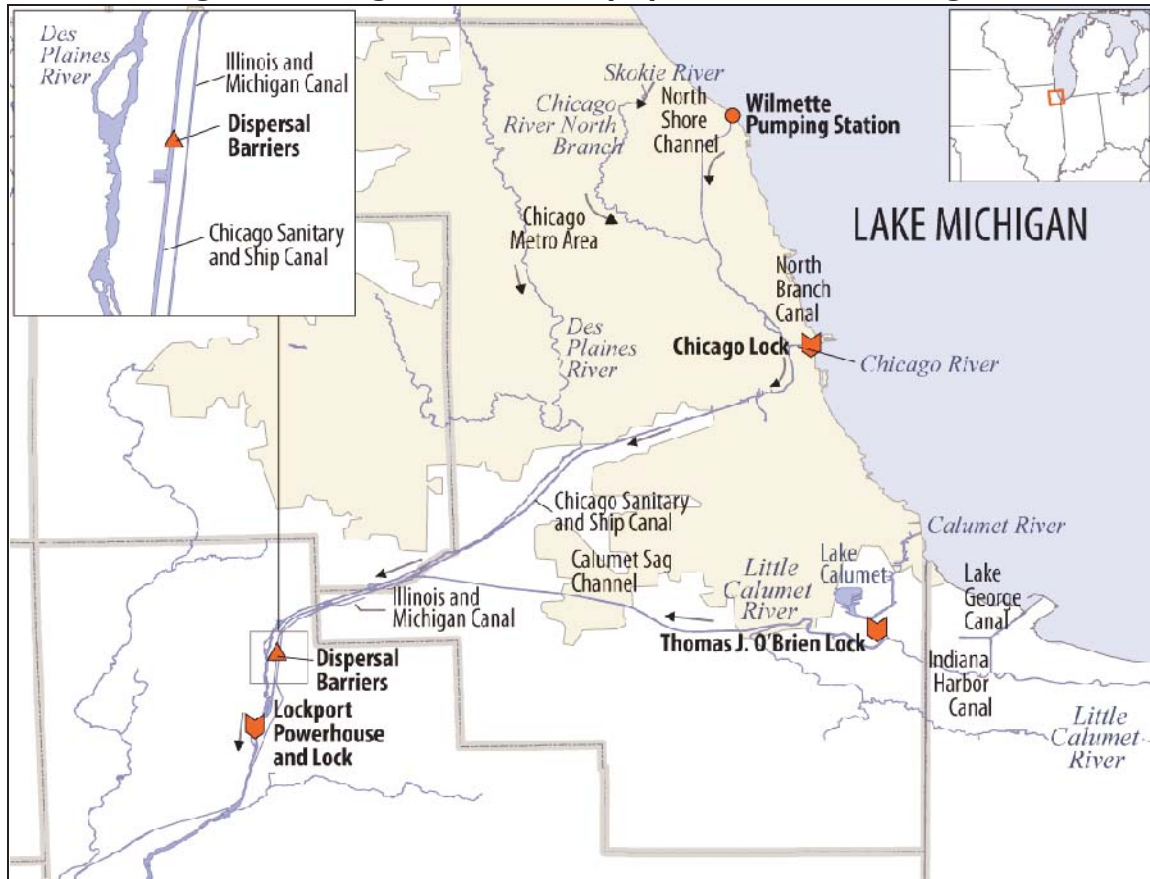 Des
Plaines
River
Illinois and
Michigan Canal
Dispersal
Barriers
Chicago Sanitary
and Ship Canal
Skokie River
Chicago
River North
Branch
North
Shore
Channel
Wilmette
Pumping Station
Chicago
Metro Area
LAKE MICHIGAN
North
Branch
Canal
Des
Plaines
River
Chicago Lock
Chicago River
Chicago Sanitary
and Ship Canal
Calumet Saq
Channel
Little
Calumet
River
Lake
Calumet
Calumet River
Lake
George
Canal
Illinois and
Michigan Canal
Thomas J. O'Brien Lock
Indiana
Harbor
Canal
Dispersal
Barriers
Lockport
Powerhouse
and Lock
Little
Calumet
River